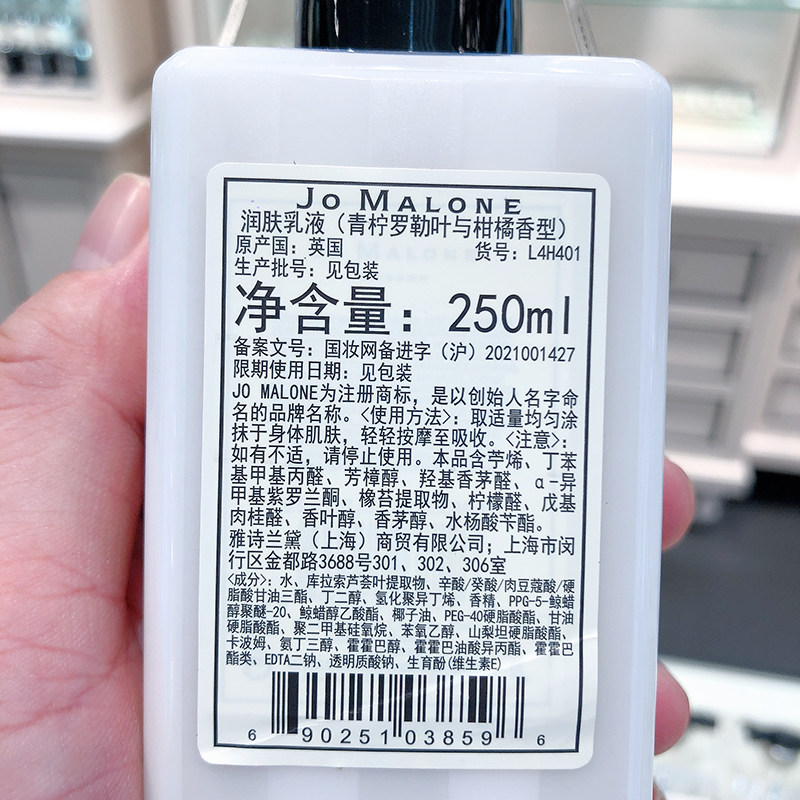 JO MALONE
润肤乳液（青柠罗勒叶与柑橘香型）
原产国：英国 货号：L4H401
生产批号：见包装
净含量：250ml
备案文号：国妆网备进字（沪）2021001427
限期使用日期：见包装
JO MALONE为注册商标，是以创始人名字命
名的品牌名称。<使用方法>：取适量均匀涂
抹于身体肌肤，轻轻按摩至吸收。<注意>：
如有不适，请停止使用。本品含苧烯、丁苯
基甲基丙醛、芳樟醇、羟基香茅醛、α-异
甲基紫罗兰酮、橡苔提取物、柠檬醛、戊基
肉桂醛、香叶醇、香茅醇、水杨酸苄酯。
雅诗兰黛（上海）商贸有限公司；上海市闵
行区金都路3688号301、302、306室
<成分>：水、库拉索芦荟叶提取物、辛酸/癸酸/肉豆蔻酸/硬
脂酸甘油三酯、丁二醇、氢化聚异丁烯、香精、PPG-5-鲸蜡
醇聚醚-20、鲸蜡醇乙酸酯、椰子油、PEG-40硬脂酸酯、甘油
硬脂酸酯、聚二甲基硅氧烷、苯氧乙醇、山梨坦硬脂酸酯、
卡波姆、氨丁三醇、霍霍巴醇、霍霍巴油酸异丙酯、霍霍巴
酯类、EDTA二钠、透明质酸钠、生育酚(维生素E)
6 90251 03859 6